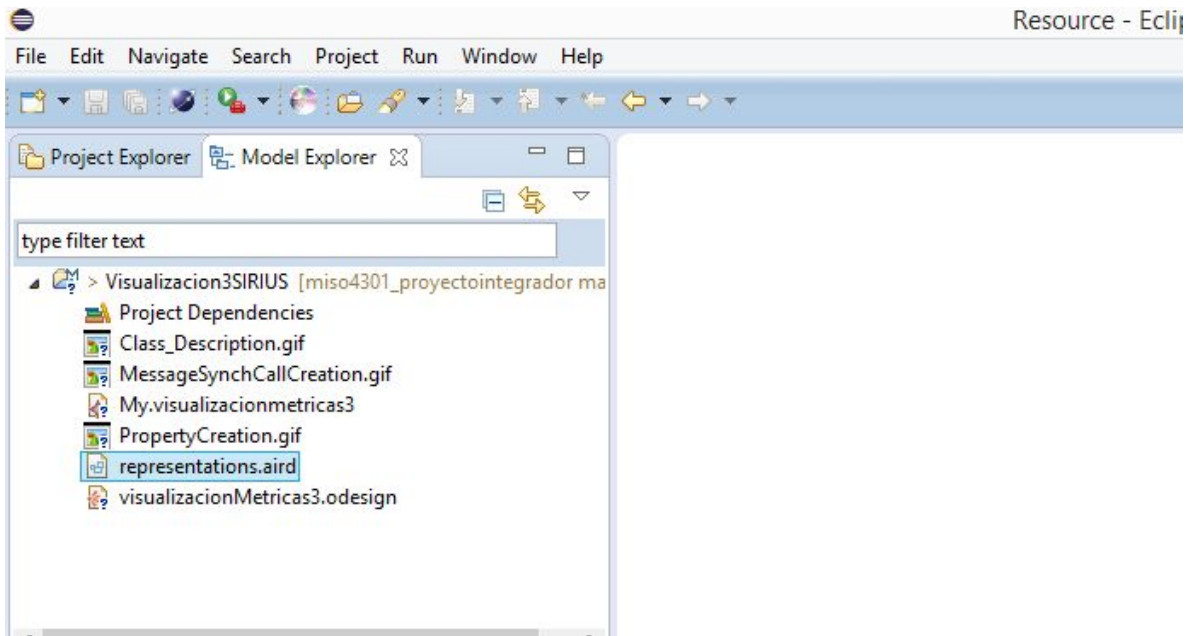 Resource - Eclip
File Edit Navigate Search Project Run Window Help
Project Explorer Model Explorer
type filter text
> Visualizacion3SIRIUS [miso4301_proyectointegrador ma
Project Dependencies
Class_Description.gif
MessageSynchCallCreation.gif
My.visualizacionmetricas3
PropertyCreation.gif
representations.aird
visualizacionMetricas3.odesign